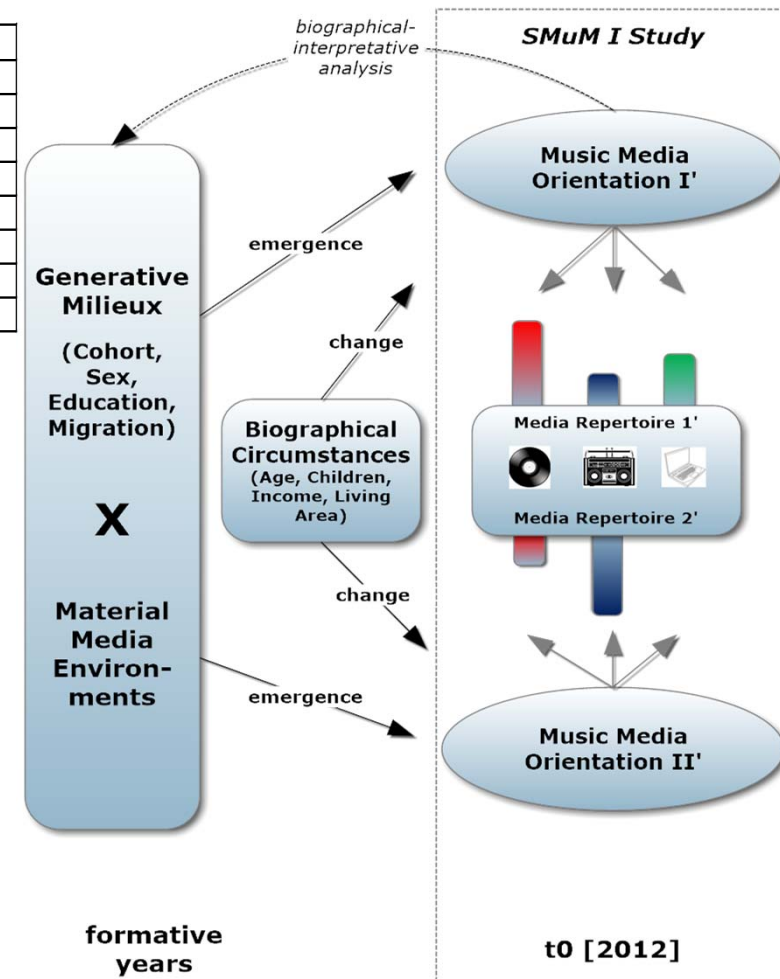 biographical-
interpretative
analysis
SMuM I Study
Music Media
Orientation I'
emergence
Generative
Milieux
(Cohort,
Sex,
Education,
Migration)
X
Material
Media
Environ-
ments
change
Biographical
Circumstances
(Age, Children,
Income, Living
Area)
change
emergence
Media Repertoire 1'
Media Repertoire 2'
Music Media
Orientation II'
formative
years
t0 [2012]